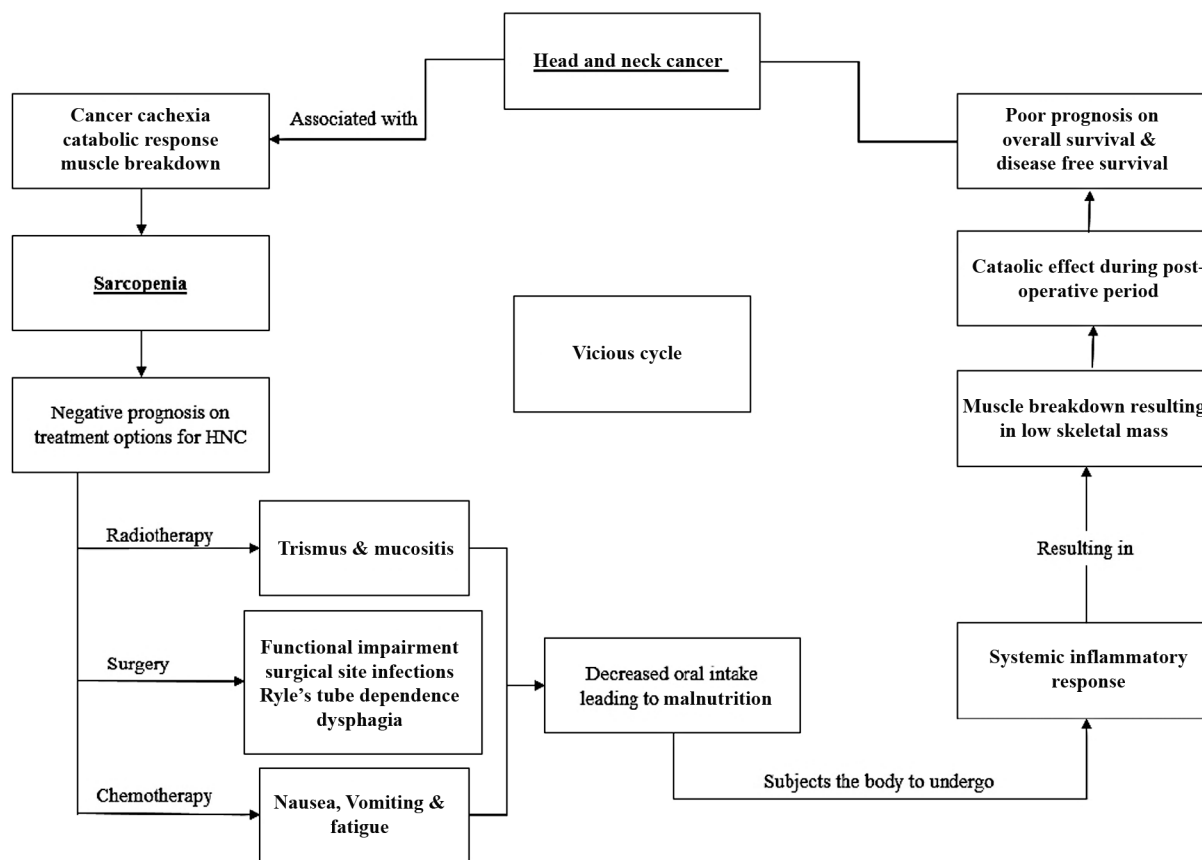 Head and neck cancer
Associated with
Cancer cachexia
catabolic response
muscle breakdown
Sarcopenia
Negative prognosis on
treatment options for HNC
Radiotherapy
Trismus & mucositis
Surgery
Functional impairment
surgical site infections
Ryle's tube dependence
dysphagia
Chemotherapy
Nausea, Vomiting &
fatigue
Decreased oral intake
leading to malnutrition
Subjects the body to undergo
Systemic inflammatory
response
Resulting in
Muscle breakdown resulting
in low skeletal mass
Cataolic effect during post-
operative period
Poor prognosis on
overall survival &
disease free survival
Vicious cycle